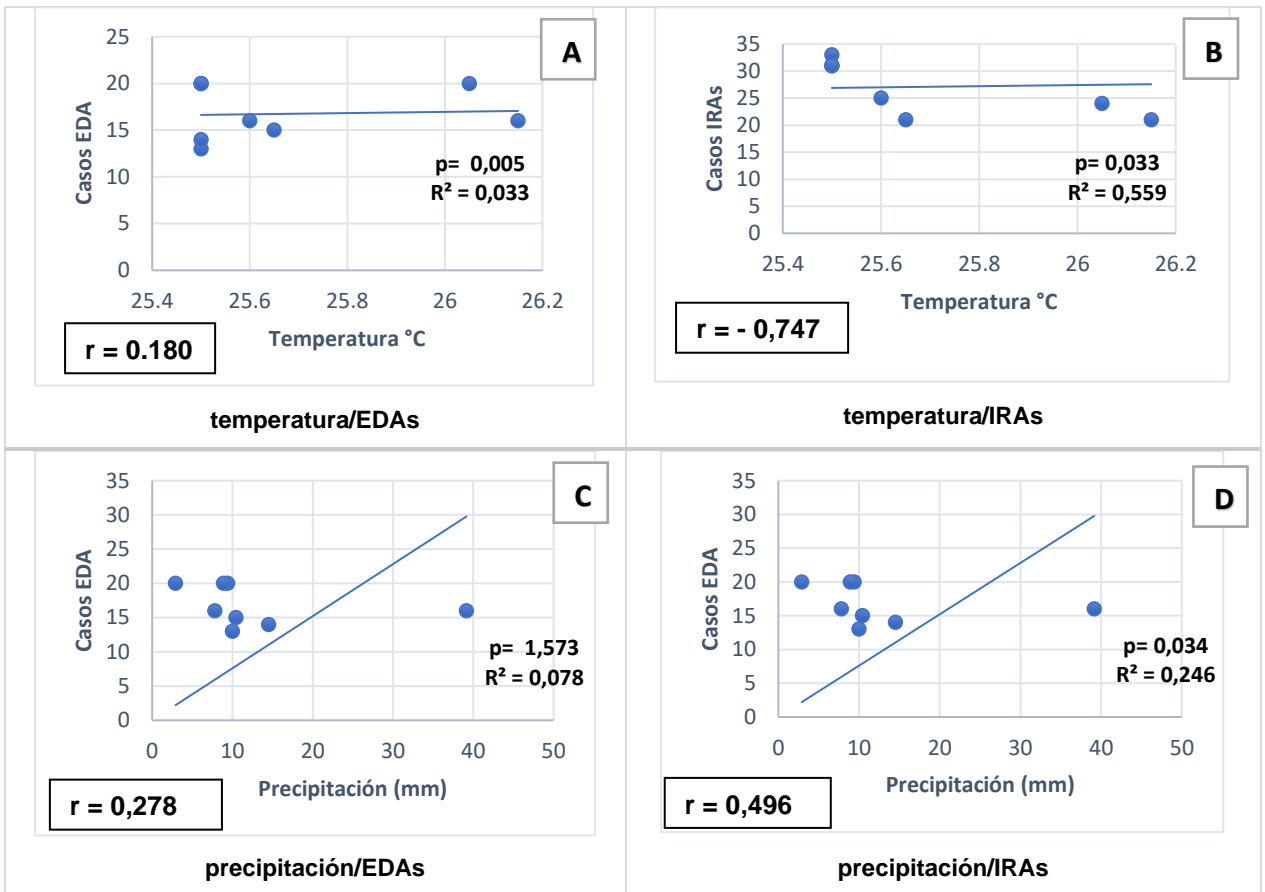 A
25
20
15
10
5
0
Casos EDA
p= 0,005
R² = 0,033
25.4 25.6 25.8 26 26.2
Temperatura °C
r = 0.180
temperatura/EDAs
B
35
30
25
20
15
10
5
0
Casos IRAs
p= 0,033
R² = 0,559
25.4 25.6 25.8 26 26.2
Temperatura °C
r = - 0,747
temperatura/IRAs
C
35
30
25
20
15
10
5
0
Casos EDA
p= 1,573
R² = 0,078
0 10 20 30 40 50
Precipitación (mm)
r = 0,278
precipitación/EDAs
D
35
30
25
20
15
10
5
0
Casos EDA
p= 0,034
R² = 0,246
0 10 20 30 40 50
Precipitación (mm)
r = 0,496
precipitación/IRAs